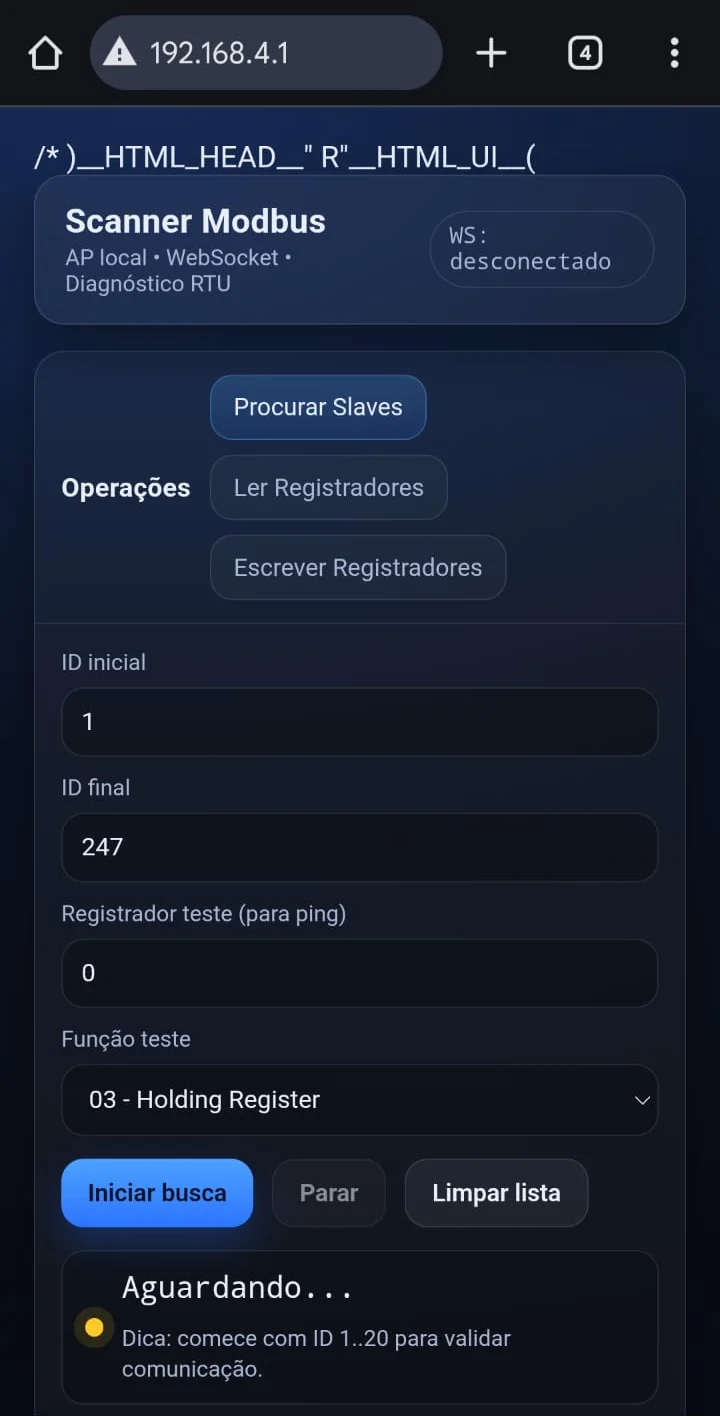 192.168.4.1
4
/* )__HTML_HEAD__" R"__HTML_UI__(
Scanner Modbus
AP local • WebSocket •
Diagnóstico RTU
WS:
desconectado
Operações
Procurar Slaves
Ler Registradores
Escrever Registradores
ID inicial
1
ID final
247
Registrador teste (para ping)
0
Função teste
03 - Holding Register
Iniciar busca
Parar
Limpar lista
Aguardando...
Dica: comece com ID 1..20 para validar
comunicação.